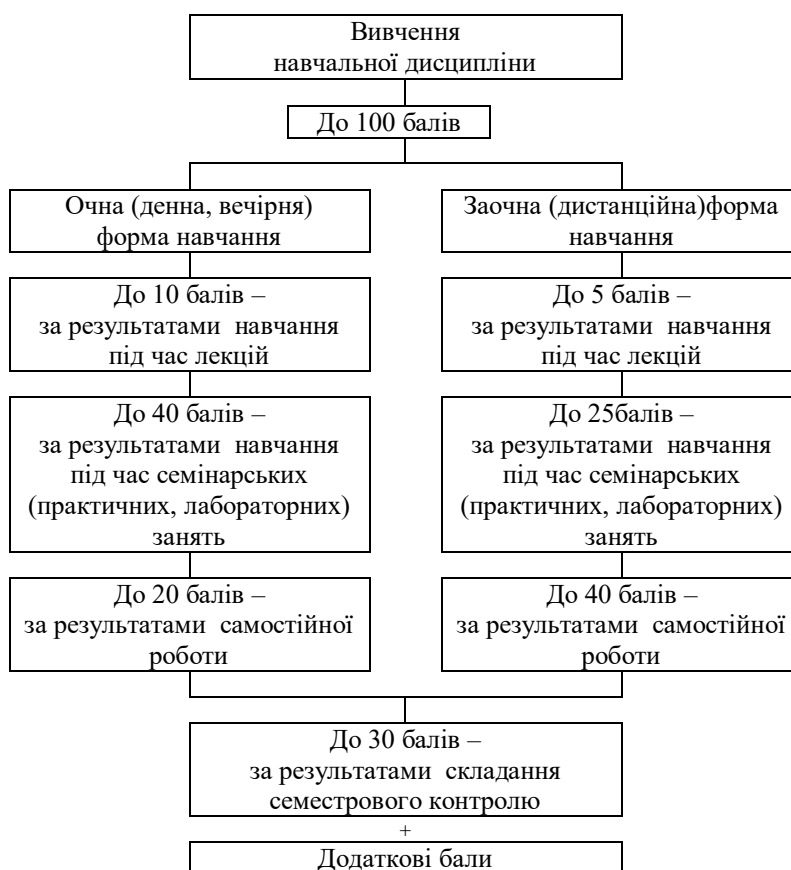 Вивчення
навчальної дисципліни
До 100 балів
Очна (денна, вечірня)
форма навчання
Заочна (дистанційна)форма
навчання
До 10 балів –
за результатами навчання
під час лекцій
До 5 балів –
за результатами навчання
під час лекцій
До 40 балів –
за результатами навчання
під час семінарських
(практичних, лабораторних)
занять
До 25балів –
за результатами навчання
під час семінарських
(практичних, лабораторних)
занять
До 20 балів –
за результатами самостійної
роботи
До 40 балів –
за результатами самостійної
роботи
До 30 балів –
за результатами складання
семестрового контролю
+
Додаткові бали